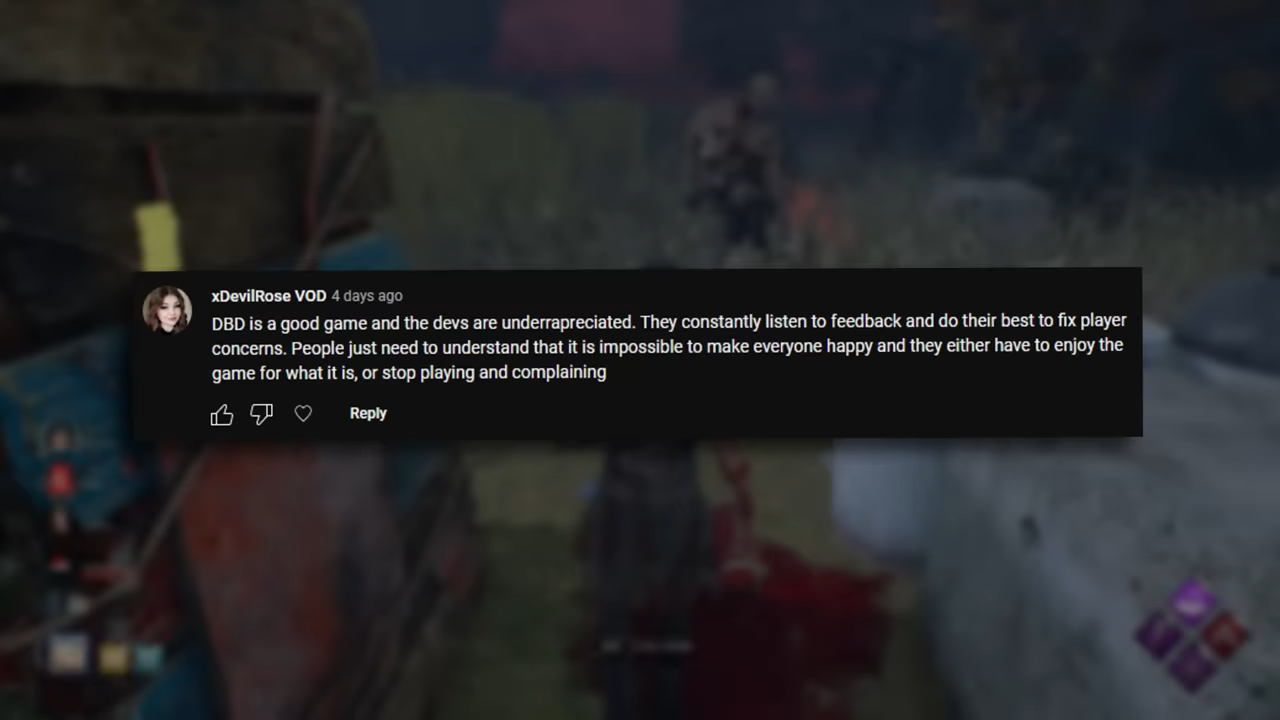 xDevilRose VOD 4 days ago
DBD is a good game and the devs are underrapreciated. They constantly listen to feedback and do their best to fix player
concerns. People just need to understand that it is impossible to make everyone happy and they either have to enjoy the
game for what it is, or stop playing and complaining
Reply